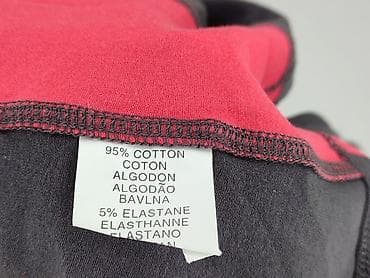 95% COTTON
COTON
ALGODON
ALGODÃO
BAVLNA
5% ELASTANE
ELASTHANNE